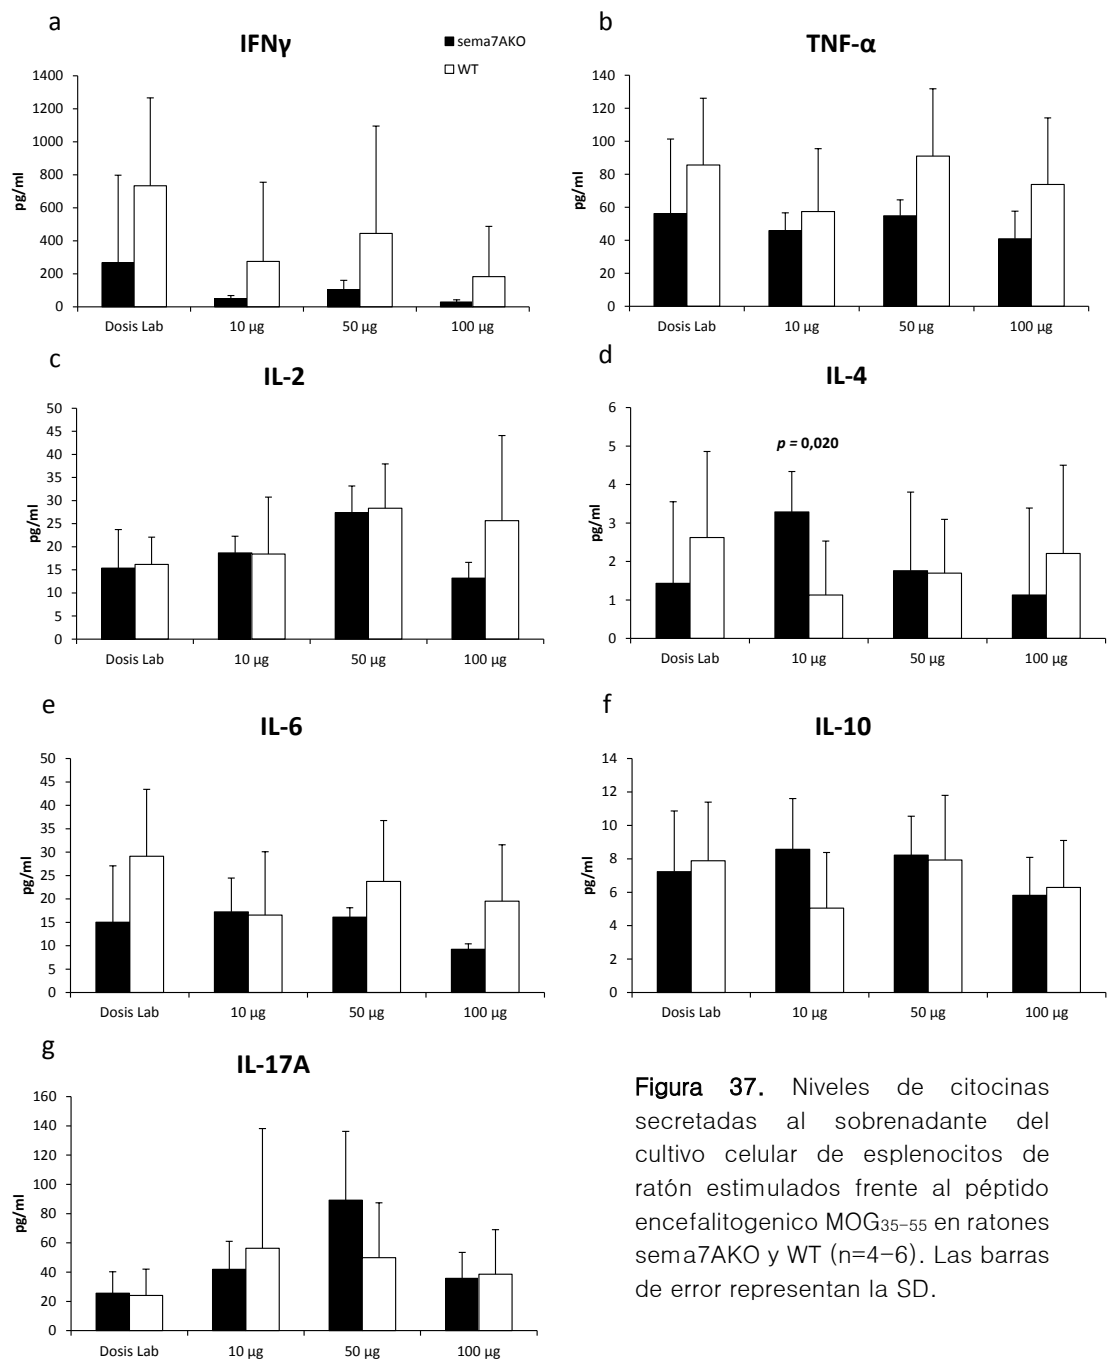 a
IFNγ
sema7AKO
WT
1400
1200
1000
800
600
400
200
0
pg/ml
Dosis Lab 10 µg 50 µg 100 µg
b
TNF-α
140
120
100
80
60
40
20
0
pg/ml
Dosis Lab 10 µg 50 µg 100 µg
c
IL-2
50
45
40
35
30
25
20
15
10
5
0
pg/ml
Dosis Lab 10 µg 50 µg 100 µg
d
IL-4
6
5
4
3
2
1
0
pg/ml
p = 0,020
Dosis Lab 10 µg 50 µg 100 µg
e
IL-6
50
45
40
35
30
25
20
15
10
5
0
pg/ml
Dosis Lab 10 µg 50 µg 100 µg
f
IL-10
14
12
10
8
6
4
2
0
pg/ml
Dosis Lab 10 µg 50 µg 100 µg
g
IL-17A
160
140
120
100
80
60
40
20
0
pg/ml
Dosis Lab 10 µg 50 µg 100 µg
Figura 37. Niveles de citocinas
secretadas al sobrenadante del
cultivo celular de esplenocitos de
ratón estimulados frente al péptido
encefalitogenico MOG35-55 en ratones
sema7AKO y WT (n=4-6). Las barras
de error representan la SD.